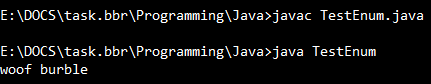 E:\DOCS\task.bbr\Programming\Java>javac TestEnum.java
E:\DOCS\task.bbr\Programming\Java>java TestEnum
woof burble